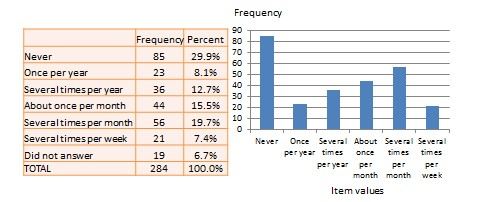 Frequency Percent
Never 85 29.9%
Once per year 23 8.1%
Several times per year 36 12.7%
About once per month 44 15.5%
Several times per month 56 19.7%
Several times per week 21 7.4%
Did not answer 19 6.7%
TOTAL 284 100.0%
Frequency
90
80
70
60
50
40
30
20
10
0
Never Once Several About Several Several
per year times once times times
per year per per per
month month week
Item values